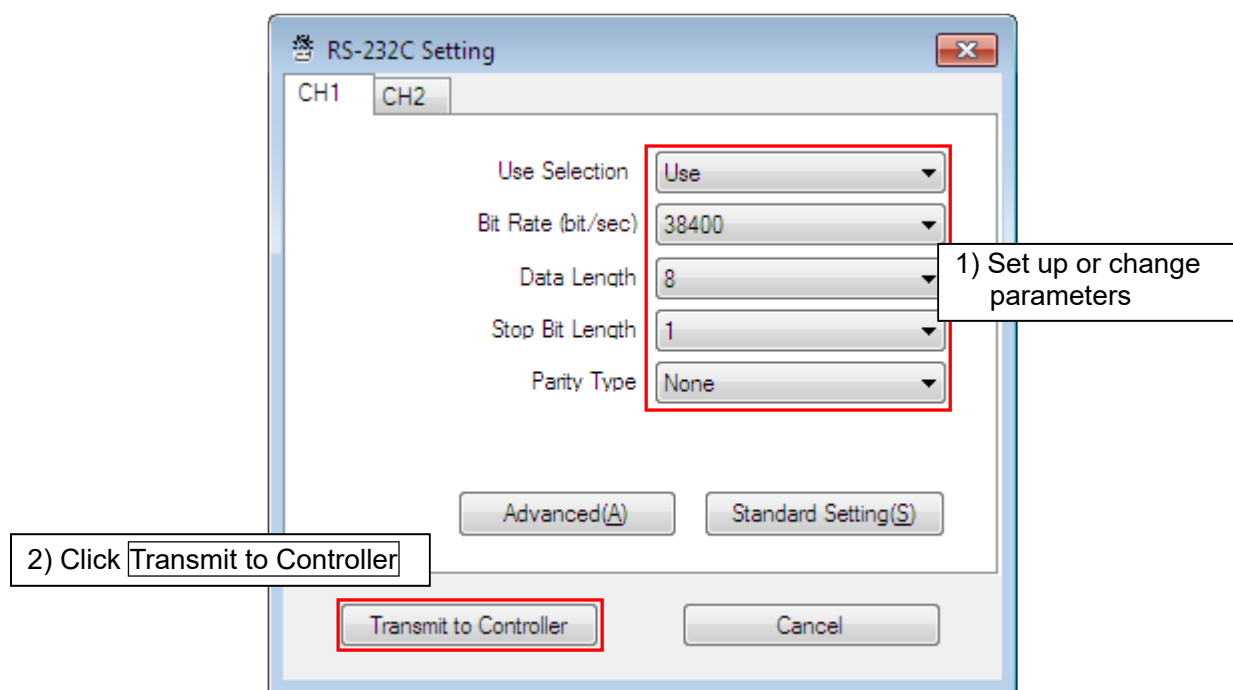 RS-232C Setting
CH1
CH2
Use Selection
Use
Bit Rate (bit/sec)
38400
Data Length
8
Stop Bit Length
1
Parity Type
None
1) Set up or change
parameters
Advanced(A)
Standard Setting(S)
2) Click Transmit to Controller
Transmit to Controller
Cancel